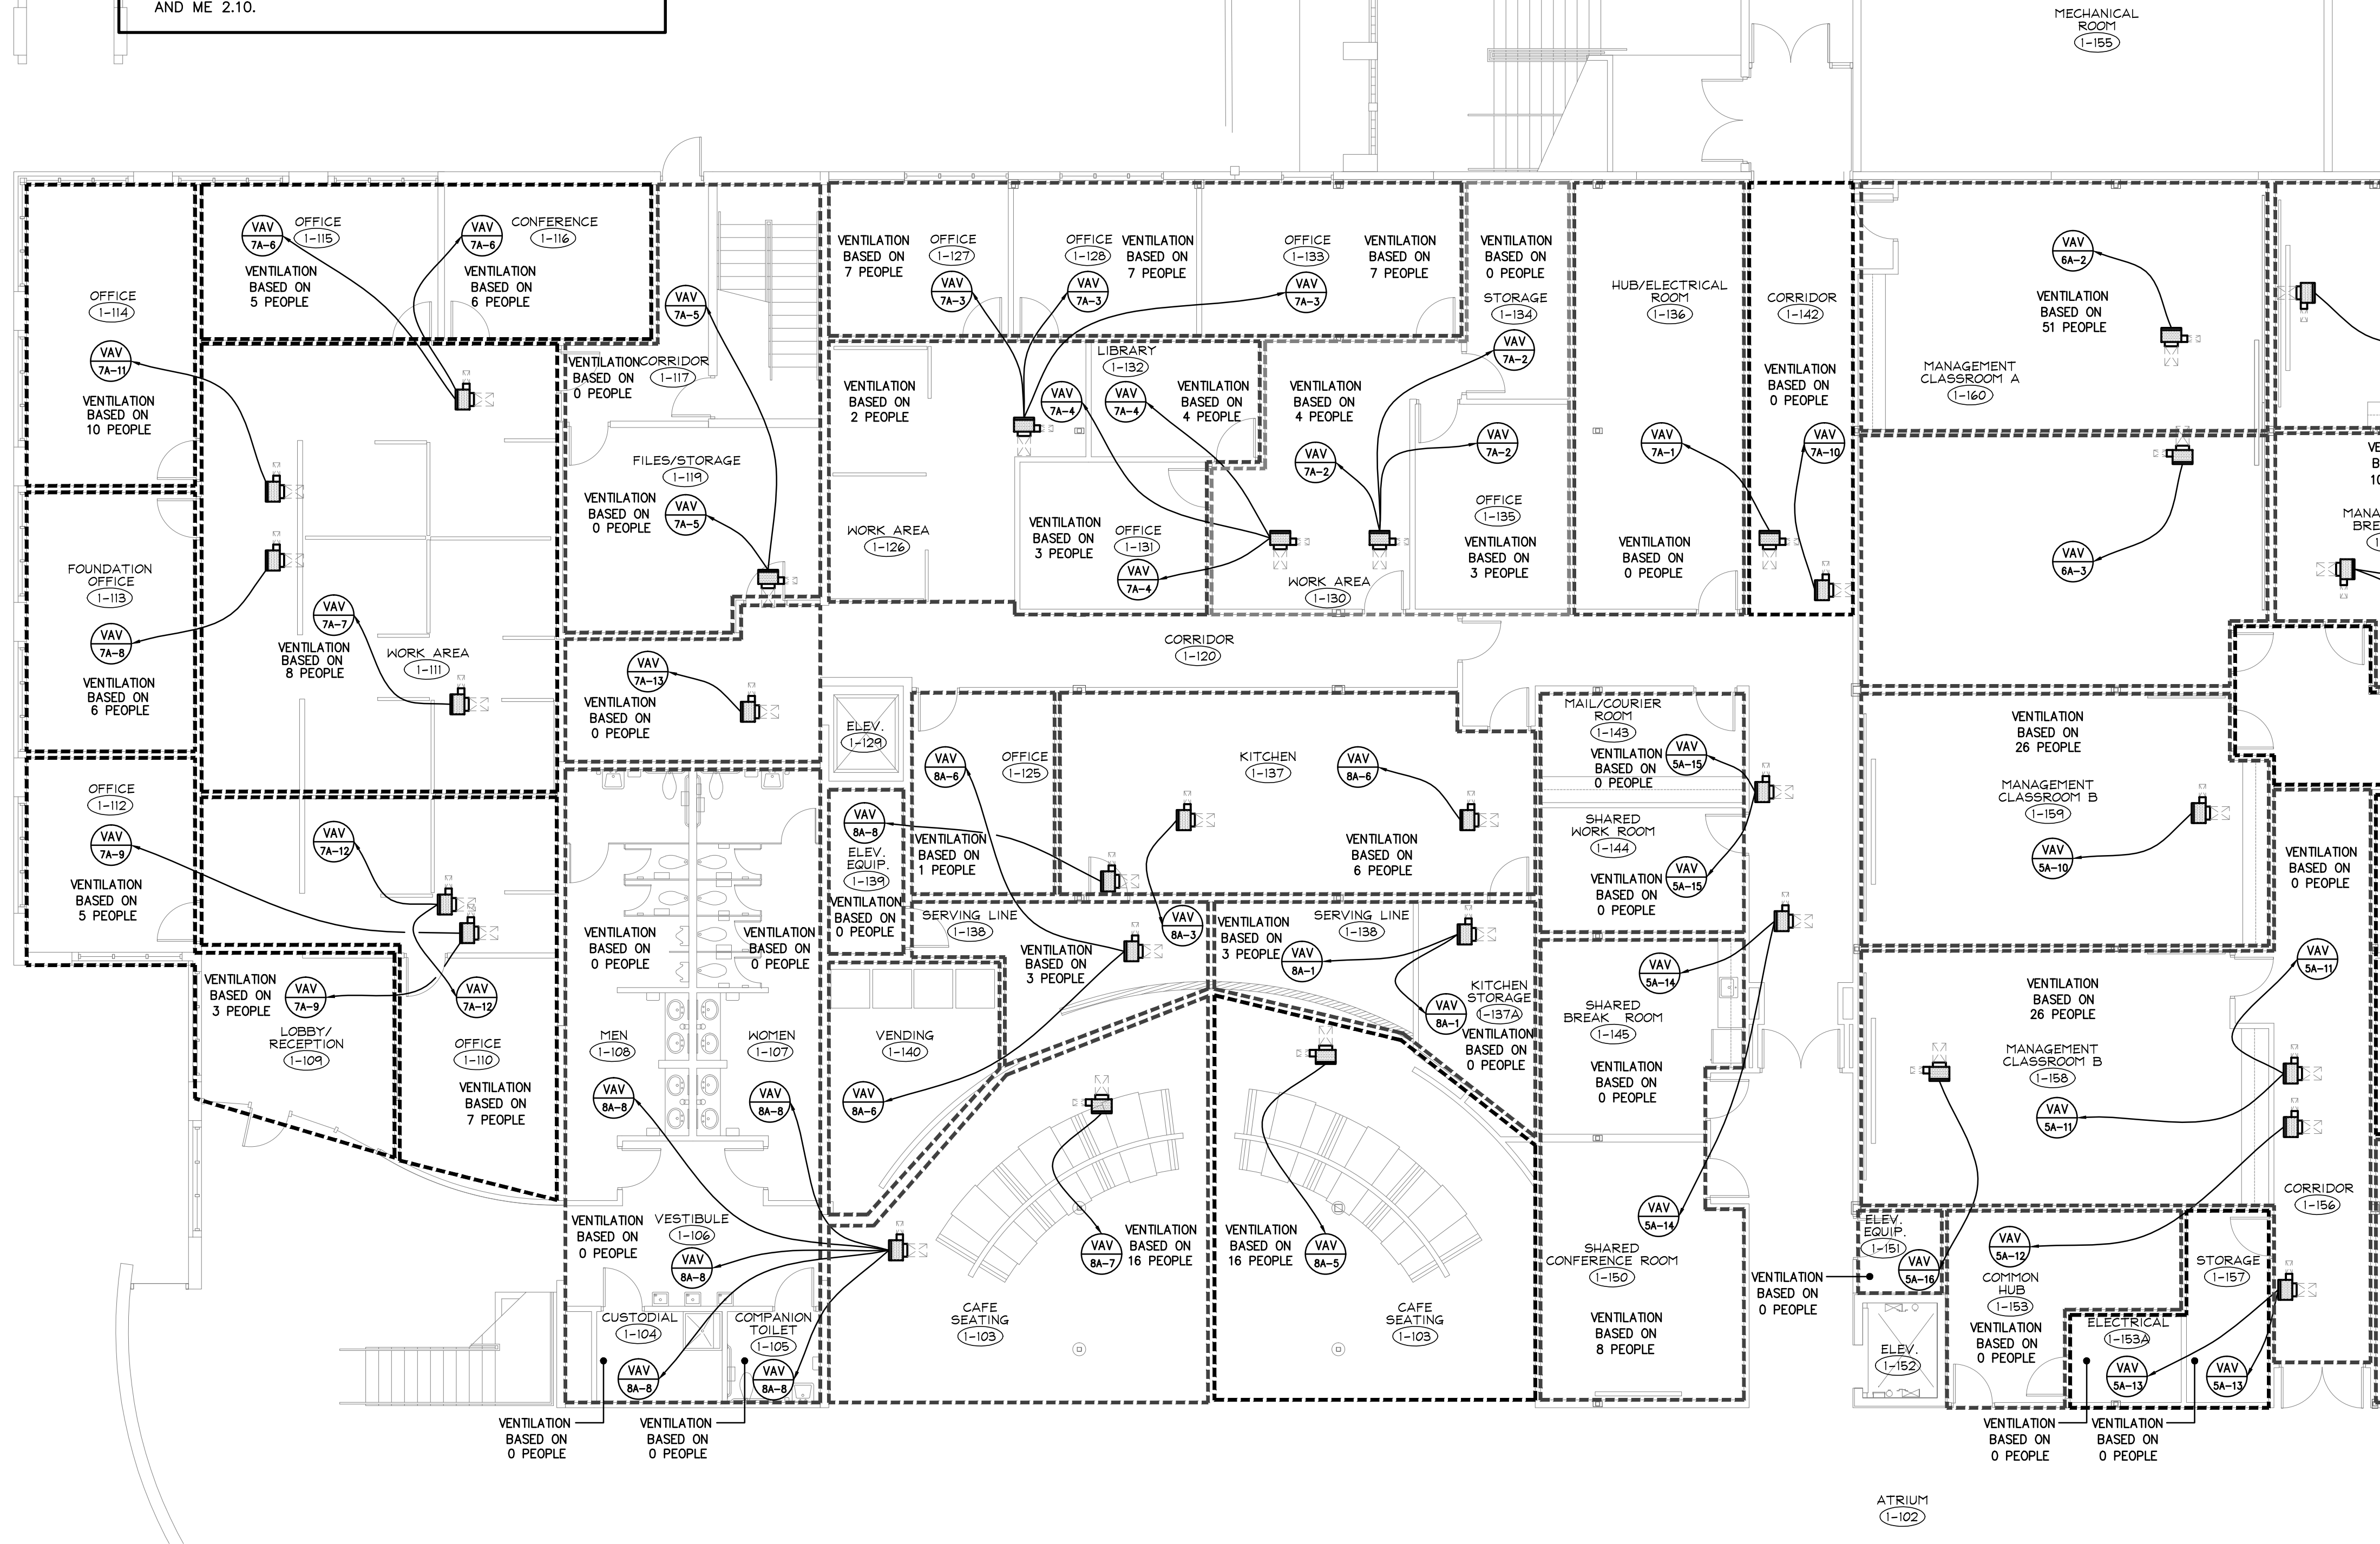 AND ME 2.10.
MECHANICAL
ROOM
1-155
OFFICE
1-114
VAV
7A-11
VENTILATION
BASED ON
10 PEOPLE
VAV
7A-6
OFFICE
1-115
VENTILATION
BASED ON
5 PEOPLE
VAV
7A-6
CONFERENCE
1-116
VENTILATION
BASED ON
6 PEOPLE
VAV
7A-5
VENTILATION
BASED ON
0 PEOPLE
CORRIDOR
1-117
FILES/STORAGE
1-119
VENTILATION
BASED ON
0 PEOPLE
VAV
7A-5
VENTILATION
BASED ON
7 PEOPLE
OFFICE
1-127
VAV
7A-3
OFFICE
1-128
VENTILATION
BASED ON
7 PEOPLE
VAV
7A-3
OFFICE
1-133
VENTILATION
BASED ON
7 PEOPLE
VAV
7A-3
VENTILATION
BASED ON
0 PEOPLE
STORAGE
1-134
VAV
7A-2
HUB/ELECTRICAL
ROOM
1-136
VAV
7A-1
VENTILATION
BASED ON
0 PEOPLE
CORRIDOR
1-142
VENTILATION
BASED ON
0 PEOPLE
VAV
7A-10
VAV
6A-2
VENTILATION
BASED ON
51 PEOPLE
MANAGEMENT
CLASSROOM A
1-160
VAV
6A-3
VENTILATION
BASED ON
2 PEOPLE
WORK AREA
1-126
LIBRARY
1-132
VAV
7A-4
VAV
7A-4
VENTILATION
BASED ON
4 PEOPLE
VENTILATION
BASED ON
4 PEOPLE
VAV
7A-2
VAV
7A-2
VENTILATION
BASED ON
3 PEOPLE
OFFICE
1-131
VAV
7A-4
WORK AREA
1-130
OFFICE
1-135
VENTILATION
BASED ON
3 PEOPLE
FOUNDATION
OFFICE
1-113
VAV
7A-8
VENTILATION
BASED ON
6 PEOPLE
VAV
7A-7
VENTILATION
BASED ON
8 PEOPLE
WORK AREA
1-111
VAV
7A-13
VENTILATION
BASED ON
0 PEOPLE
CORRIDOR
1-120
OFFICE
1-112
VAV
7A-9
VENTILATION
BASED ON
5 PEOPLE
VAV
7A-12
VENTILATION
BASED ON
3 PEOPLE
VAV
7A-9
LOBBY/
RECEPTION
1-109
VAV
7A-12
OFFICE
1-110
VENTILATION
BASED ON
7 PEOPLE
ELEV.
1-129
VAV
8A-8
ELEV.
EQUIP.
1-139
VENTILATION
BASED ON
0 PEOPLE
VAV
8A-6
OFFICE
1-125
VENTILATION
BASED ON
1 PEOPLE
KITCHEN
1-137
VAV
8A-6
VENTILATION
BASED ON
6 PEOPLE
MAIL/COURIER
ROOM
1-143
VENTILATION
BASED ON
0 PEOPLE
VAV
5A-15
SHARED
WORK ROOM
1-144
VENTILATION
BASED ON
0 PEOPLE
VAV
5A-15
VENTILATION
BASED ON
26 PEOPLE
MANAGEMENT
CLASSROOM B
1-159
VAV
5A-10
VENTILATION
BASED ON
0 PEOPLE
VENTILATION
BASED ON
0 PEOPLE
VENTILATION
BASED ON
0 PEOPLE
MEN
1-108
WOMEN
1-107
VAV
8A-8
VAV
8A-8
SERVING LINE
1-138
VENTILATION
BASED ON
3 PEOPLE
VAV
8A-3
VENTILATION
BASED ON
3 PEOPLE
SERVING LINE
1-138
VAV
8A-1
KITCHEN
STORAGE
1-137A
VAV
8A-1
VENTILATION
BASED ON
0 PEOPLE
VENDING
1-140
VAV
8A-6
VAV
5A-14
SHARED
BREAK ROOM
1-145
VENTILATION
BASED ON
0 PEOPLE
VAV
5A-14
SHARED
CONFERENCE ROOM
1-150
VENTILATION
BASED ON
8 PEOPLE
VENTILATION
BASED ON
26 PEOPLE
MANAGEMENT
CLASSROOM B
1-158
VAV
5A-11
VAV
5A-11
CORRIDOR
1-156
VENTILATION
BASED ON
0 PEOPLE
VESTIBULE
1-106
VAV
8A-8
CUSTODIAL
1-104
VAV
8A-8
COMPANION
TOILET
1-105
VAV
8A-8
VENTILATION
BASED ON
0 PEOPLE
VENTILATION
BASED ON
0 PEOPLE
VAV
8A-7
VENTILATION
BASED ON
16 PEOPLE
CAFE
SEATING
1-103
VENTILATION
BASED ON
16 PEOPLE
VAV
8A-5
CAFE
SEATING
1-103
VENTILATION
BASED ON
0 PEOPLE
ELEV.
EQUIP.
1-151
VAV
5A-16
ELEV.
1-152
VAV
5A-12
COMMON
HUB
1-153
VENTILATION
BASED ON
0 PEOPLE
STORAGE
1-157
ELECTRICAL
1-153A
VAV
5A-13
VAV
5A-13
VENTILATION
BASED ON
0 PEOPLE
VENTILATION
BASED ON
0 PEOPLE
ATRIUM
1-102